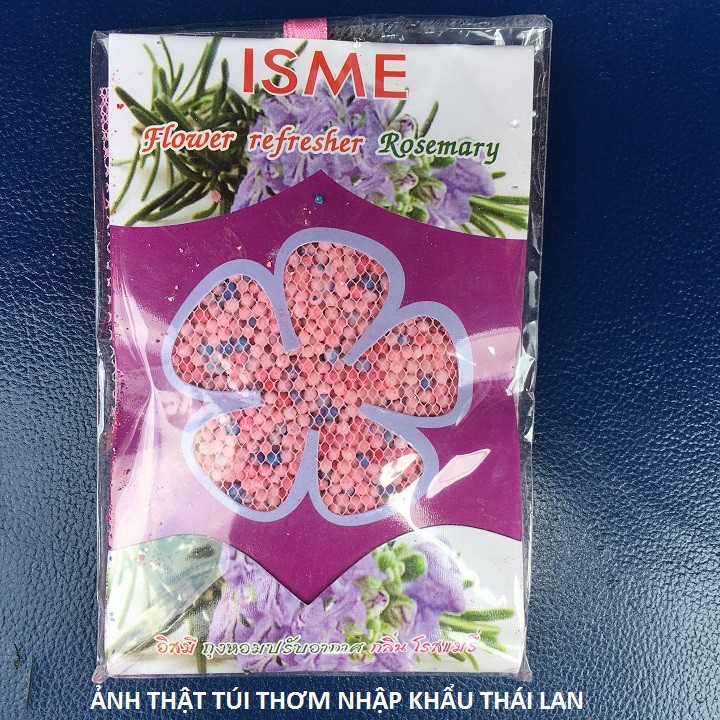 ISME
Flower refresher Rosemary
อิสมี ถุงหอมปรับอากาศ กลิ่น โรสแมรี่
ẢNH THẬT TÚI THƠM NHẬP KHẨU THÁI LAN